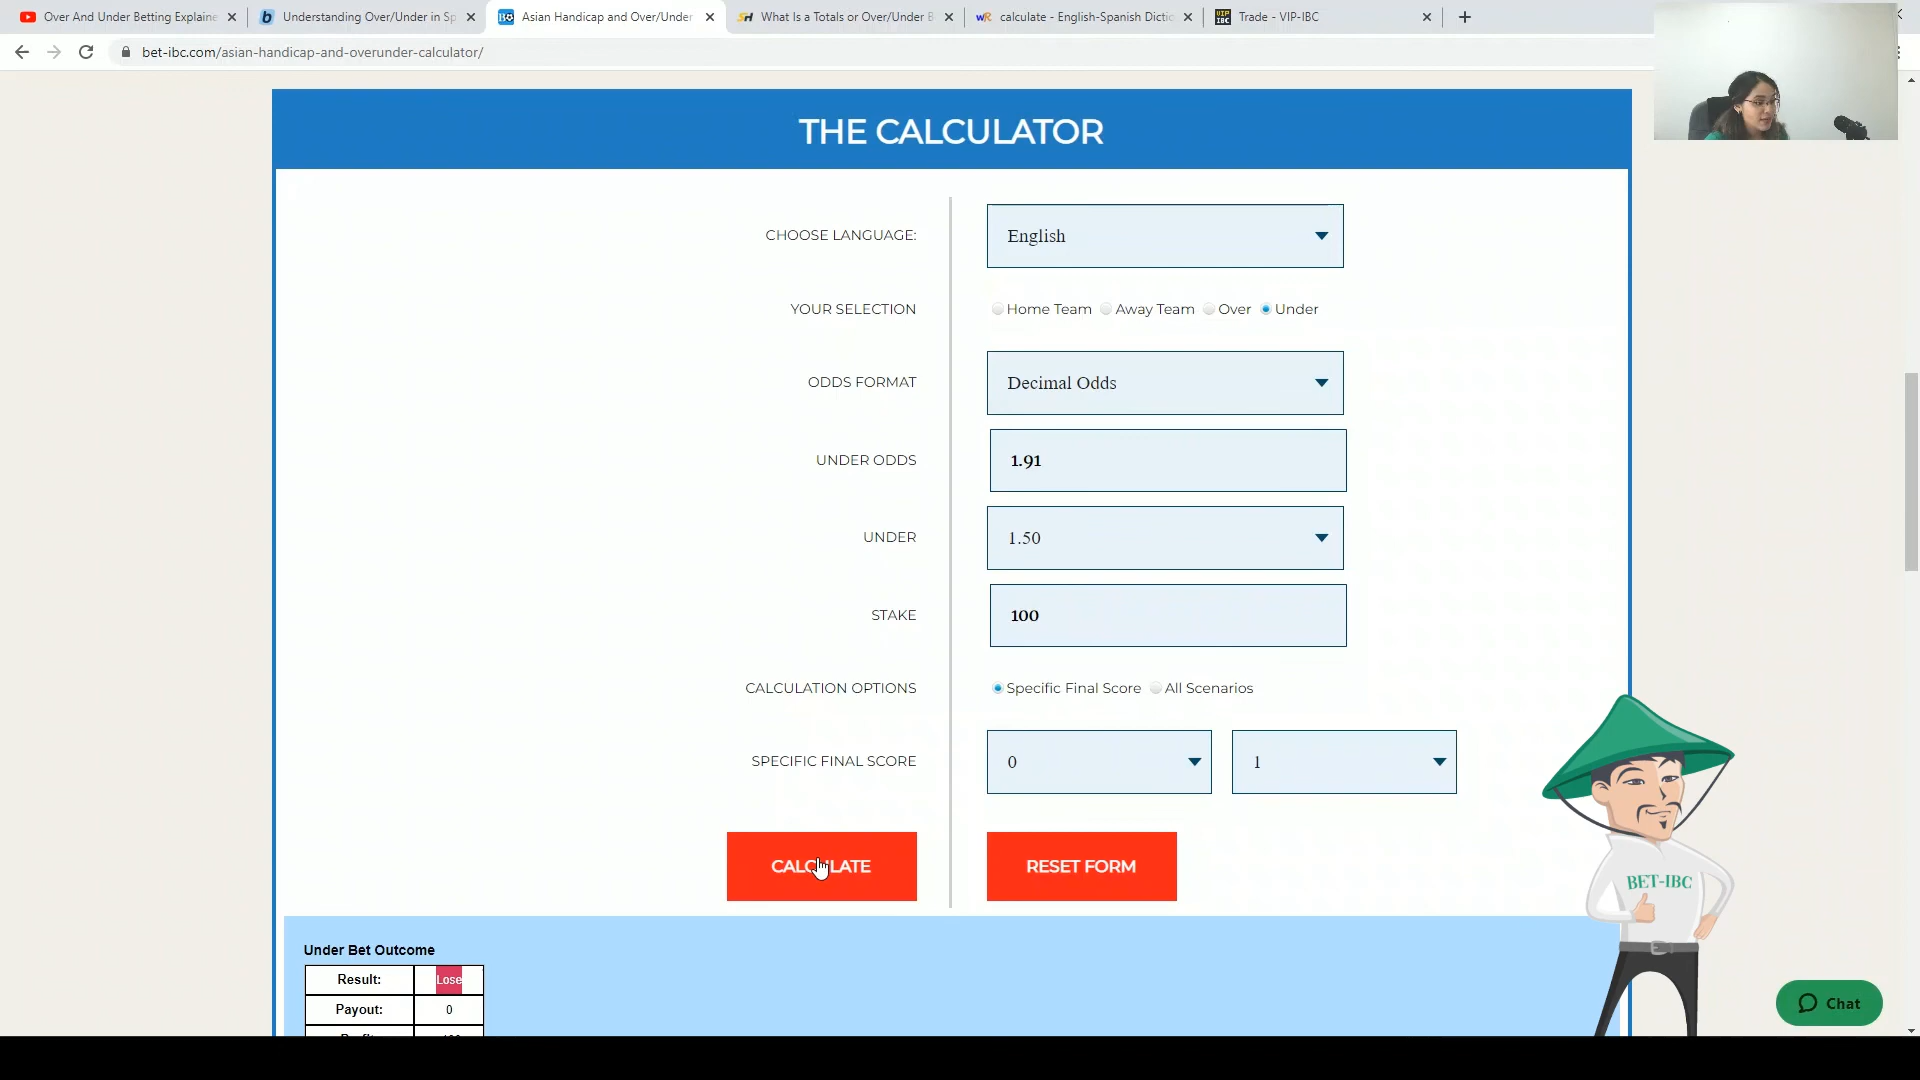 Over And Under Betting Explaine
Understanding Over/Under in Sp
Asian Handicap and Over/Under
What Is a Totals or Over/Under B
calculate - English-Spanish Dictio
Trade - VIP-IBC
bet-ibc.com/asian-handicap-and-overunder-calculator/
THE CALCULATOR
CHOOSE LANGUAGE:
English
YOUR SELECTION
Home Team Away Team Over Under
ODDS FORMAT
Decimal Odds
UNDER ODDS
1.91
UNDER
1.50
STAKE
100
CALCULATION OPTIONS
Specific Final Score All Scenarios
SPECIFIC FINAL SCORE
0
1
CALCULATE
RESET FORM
BET-IBC
Under Bet Outcome
Result: Lose
Payout: 0
Chat